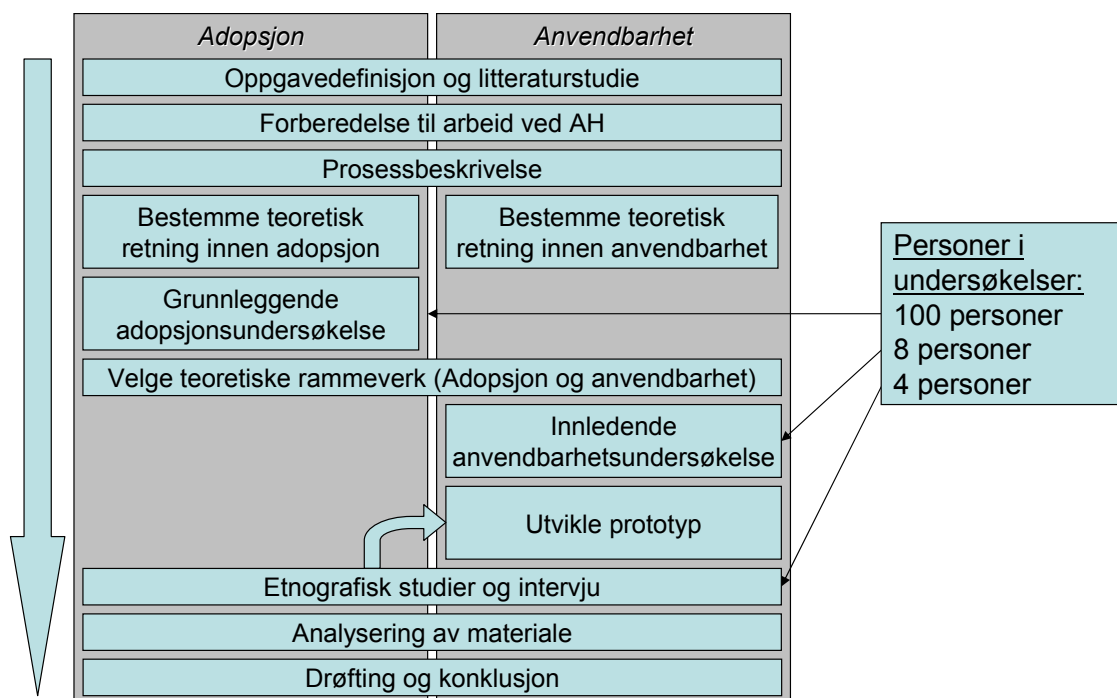 Adopsjon
Anvendbarhet
Oppgavedefinisjon og litteraturstudie
Forberedelse til arbeid ved AH
Prosessbeskrivelse
Bestemme teoretisk
retning innen adopsjon
Bestemme teoretisk
retning innen anvendbarhet
Grunnleggende
adopsjonsundersøkelse
Velge teoretiske rammeverk (Adopsjon og anvendbarhet)
Innledende
anvendbarhetsundersøkelse
Utvikle prototyp
Etnografisk studier og intervju
Analysering av materiale
Drøfting og konklusjon
Personer i
undersøkelser:
100 personer
8 personer
4 personer